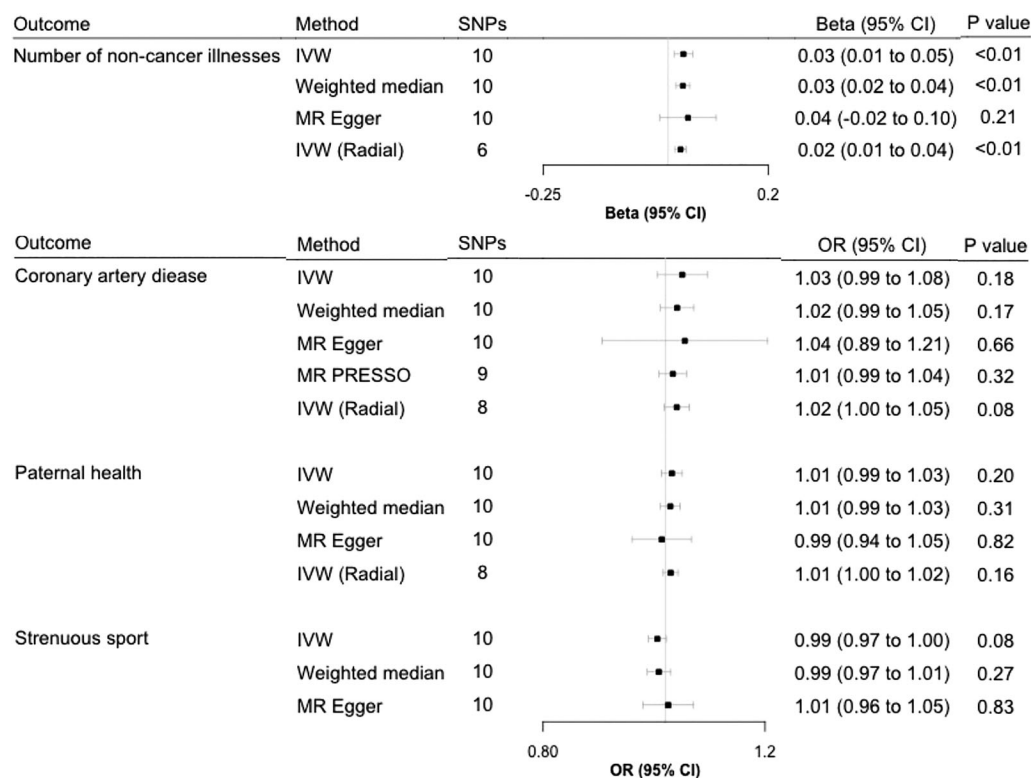 Outcome Method SNPs Beta (95% CI) P value
Number of non-cancer illnesses IVW 10 0.03 (0.01 to 0.05) <0.01
Weighted median 10 0.03 (0.02 to 0.04) <0.01
MR Egger 10 0.04 (-0.02 to 0.10) 0.21
IVW (Radial) 6 0.02 (0.01 to 0.04) <0.01
-0.25 0.2
Beta (95% CI)
Outcome Method SNPs OR (95% CI) P value
Coronary artery disease IVW 10 1.03 (0.99 to 1.08) 0.18
Weighted median 10 1.02 (0.99 to 1.05) 0.17
MR Egger 10 1.04 (0.89 to 1.21) 0.66
MR PRESSO 9 1.01 (0.99 to 1.04) 0.32
IVW (Radial) 8 1.02 (1.00 to 1.05) 0.08
Paternal health IVW 10 1.01 (0.99 to 1.03) 0.20
Weighted median 10 1.01 (0.99 to 1.03) 0.31
MR Egger 10 0.99 (0.94 to 1.05) 0.82
IVW (Radial) 8 1.01 (1.00 to 1.02) 0.16
Strenuous sport IVW 10 0.99 (0.97 to 1.00) 0.08
Weighted median 10 0.99 (0.97 to 1.01) 0.27
MR Egger 10 1.01 (0.96 to 1.05) 0.83
0.80 1.2
OR (95% CI)